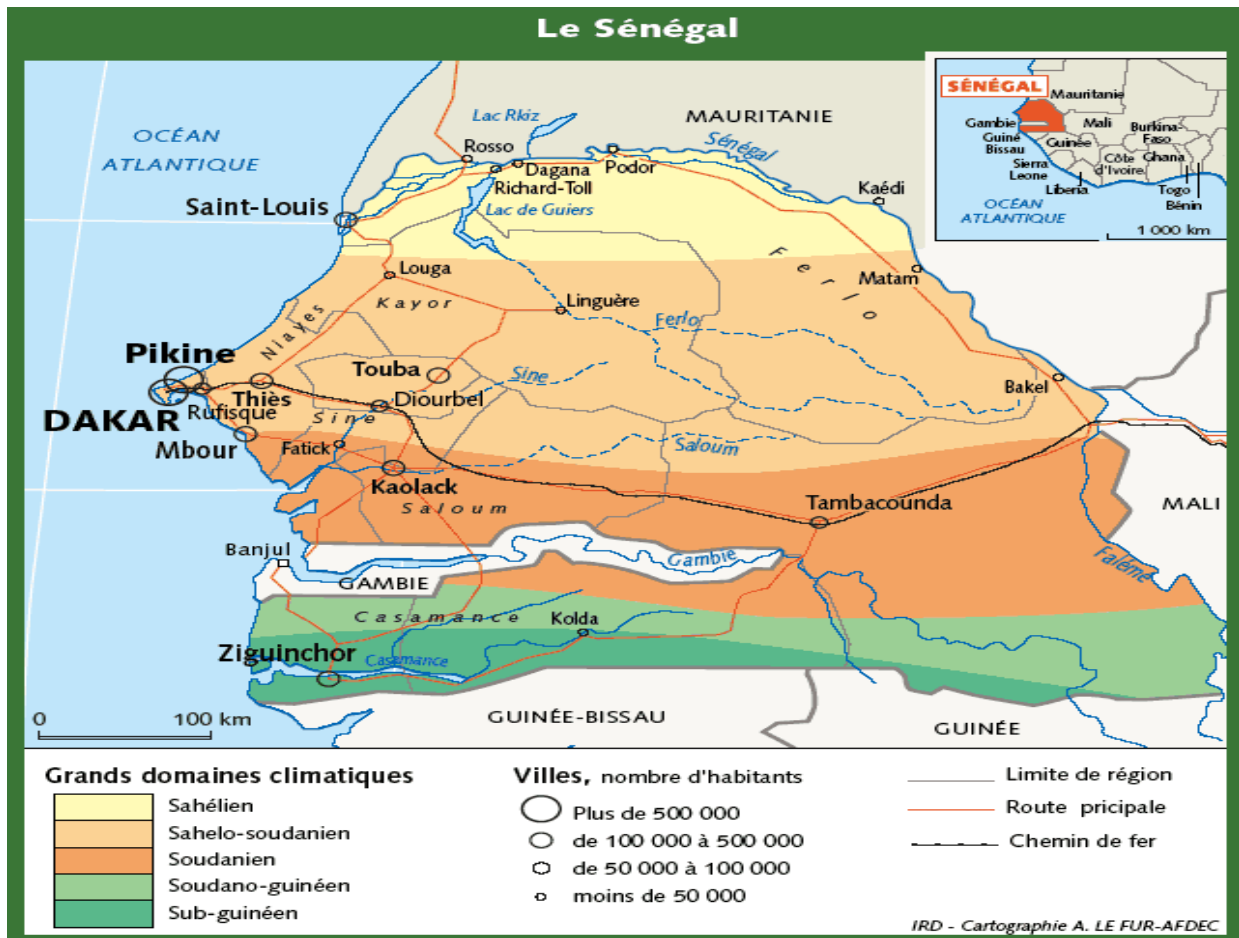 Le Sénégal
OCÉAN
ATLANTIQUE
Lac Rkiz
MAURITANIE
Sénégal
Rosso
Dagana
Podor
Richard-Toll
Kaédi
Saint-Louis
Lac de Guiers
Louga
Kayor
Ferlo
Matam
Linguère
Niayes
Ferlo
Pikine
Touba
Sine
Bakel
Thiès
Diourbel
DAKAR
Rufisque
Sine
Mbour
Fatick
Saloum
Kaolack
Saloum
Tambacounda
MALI
Banjul
Gambie
Falémé
GAMBIE
Casamance
Kolda
Ziguinchor
Casamance
GUINÉE-BISSAU
GUINÉE
0 100 km
SÉNÉGAL
Mauritanie
Gambie
Mali
Burkina-
Faso
Guiné
Bissau
Guinée
Sierra
Leone
Côte
d'Ivoire
Ghana
Liberia
Togo
Bénin
OCÉAN
ATLANTIQUE
1 000 km
Grands domaines climatiques
Sahélien
Sahelo-soudanien
Soudanien
Soudano-guinéen
Sub-guinéen
Villes, nombre d'habitants
Plus de 500 000
de 100 000 à 500 000
de 50 000 à 100 000
moins de 50 000
Limite de région
Route pricipale
Chemin de fer
IRD - Cartographie A. LE FUR-AFDEC